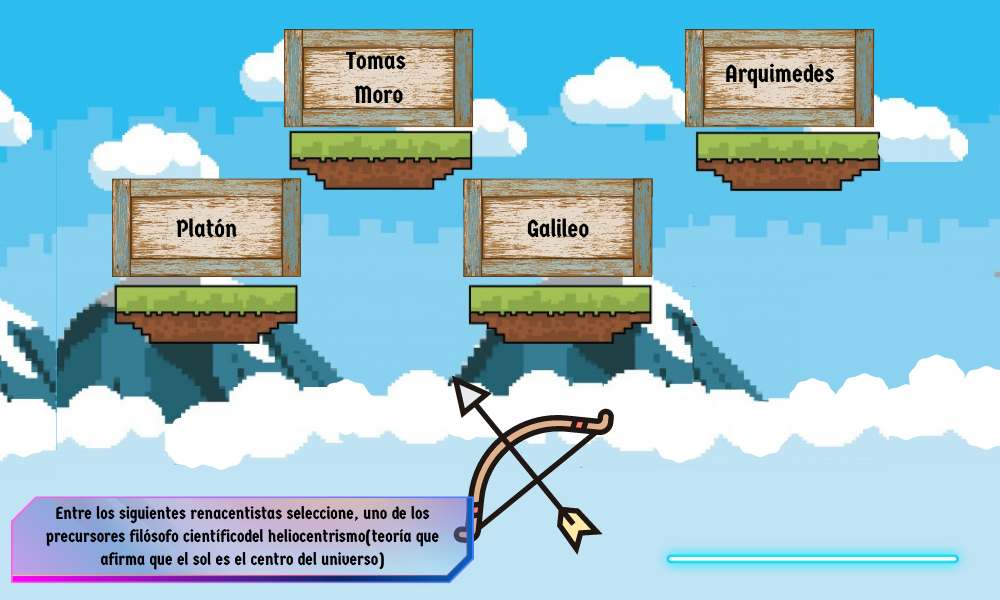 Tomas
Moro
Arquimedes
Platón
Galileo
Entre los siguientes renacentistas seleccione, uno de los
precursores filósofo científicodel heliocentrismo(teoría que
afirma que el sol es el centro del universo)